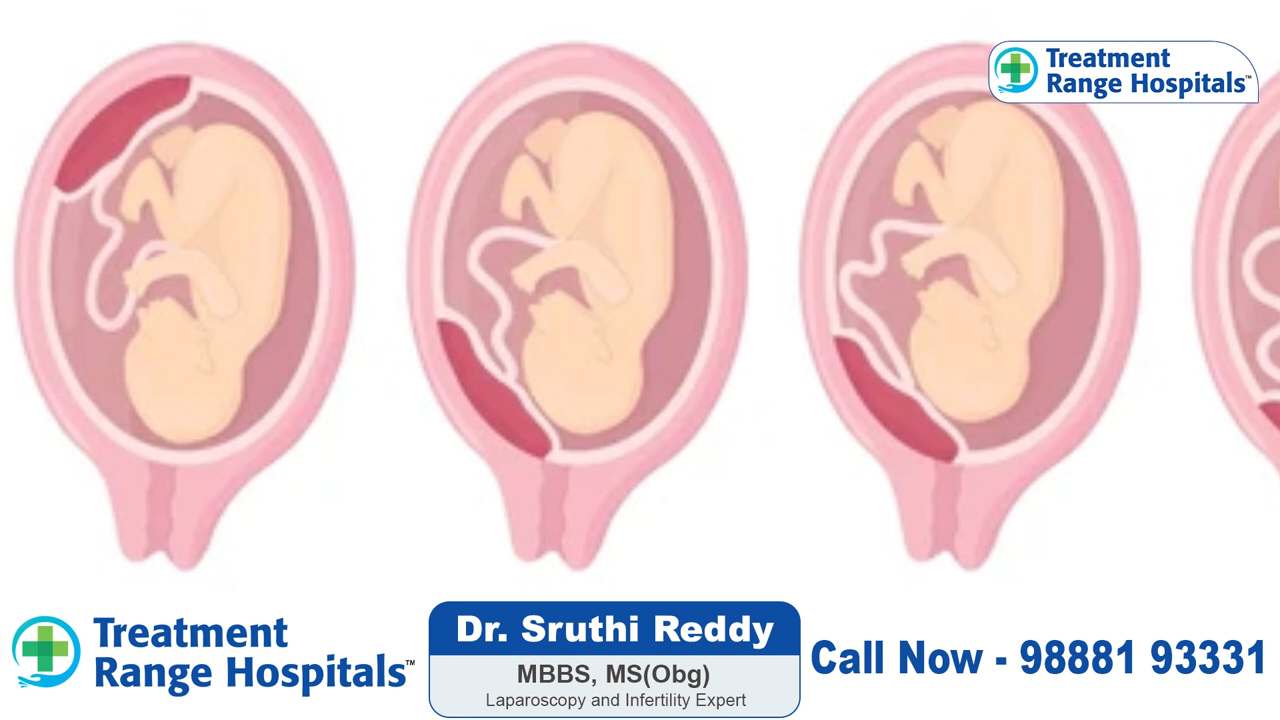 Treatment
Range Hospitals™
Treatment
Range Hospitals™
Dr. Sruthi Reddy
MBBS, MS(Obg)
Laparoscopy and Infertility Expert
Call Now - 98881 93331